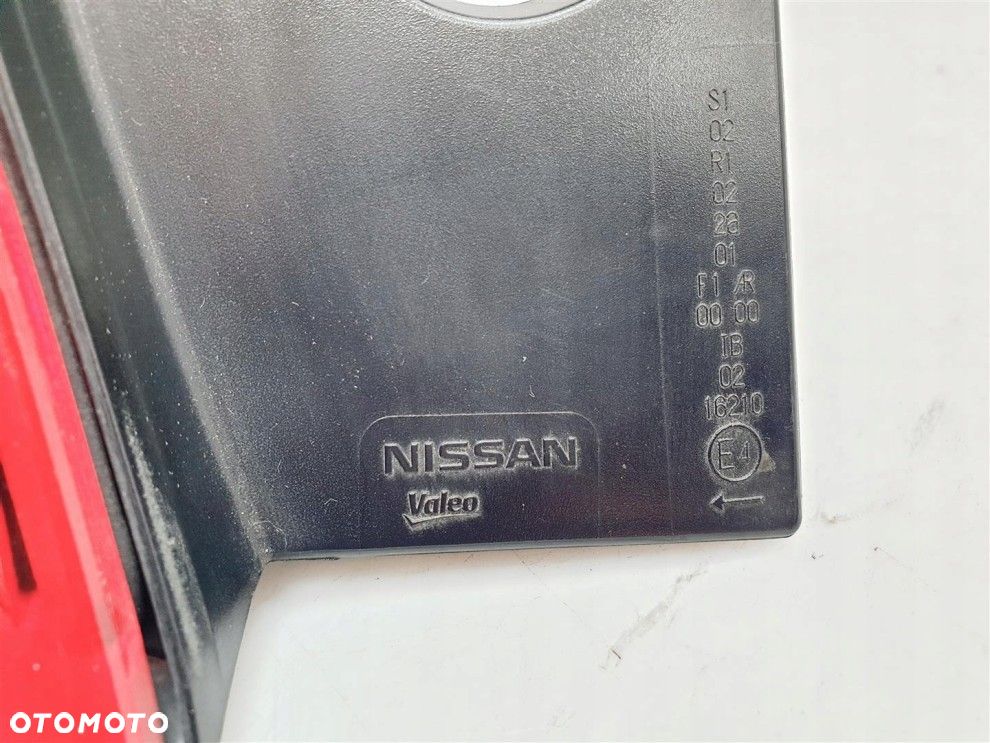 S1
02
R1
02
2a
01
F1 AR
00 00
IB
02
16210
E4
NISSAN
Valeo
OTOMOTO